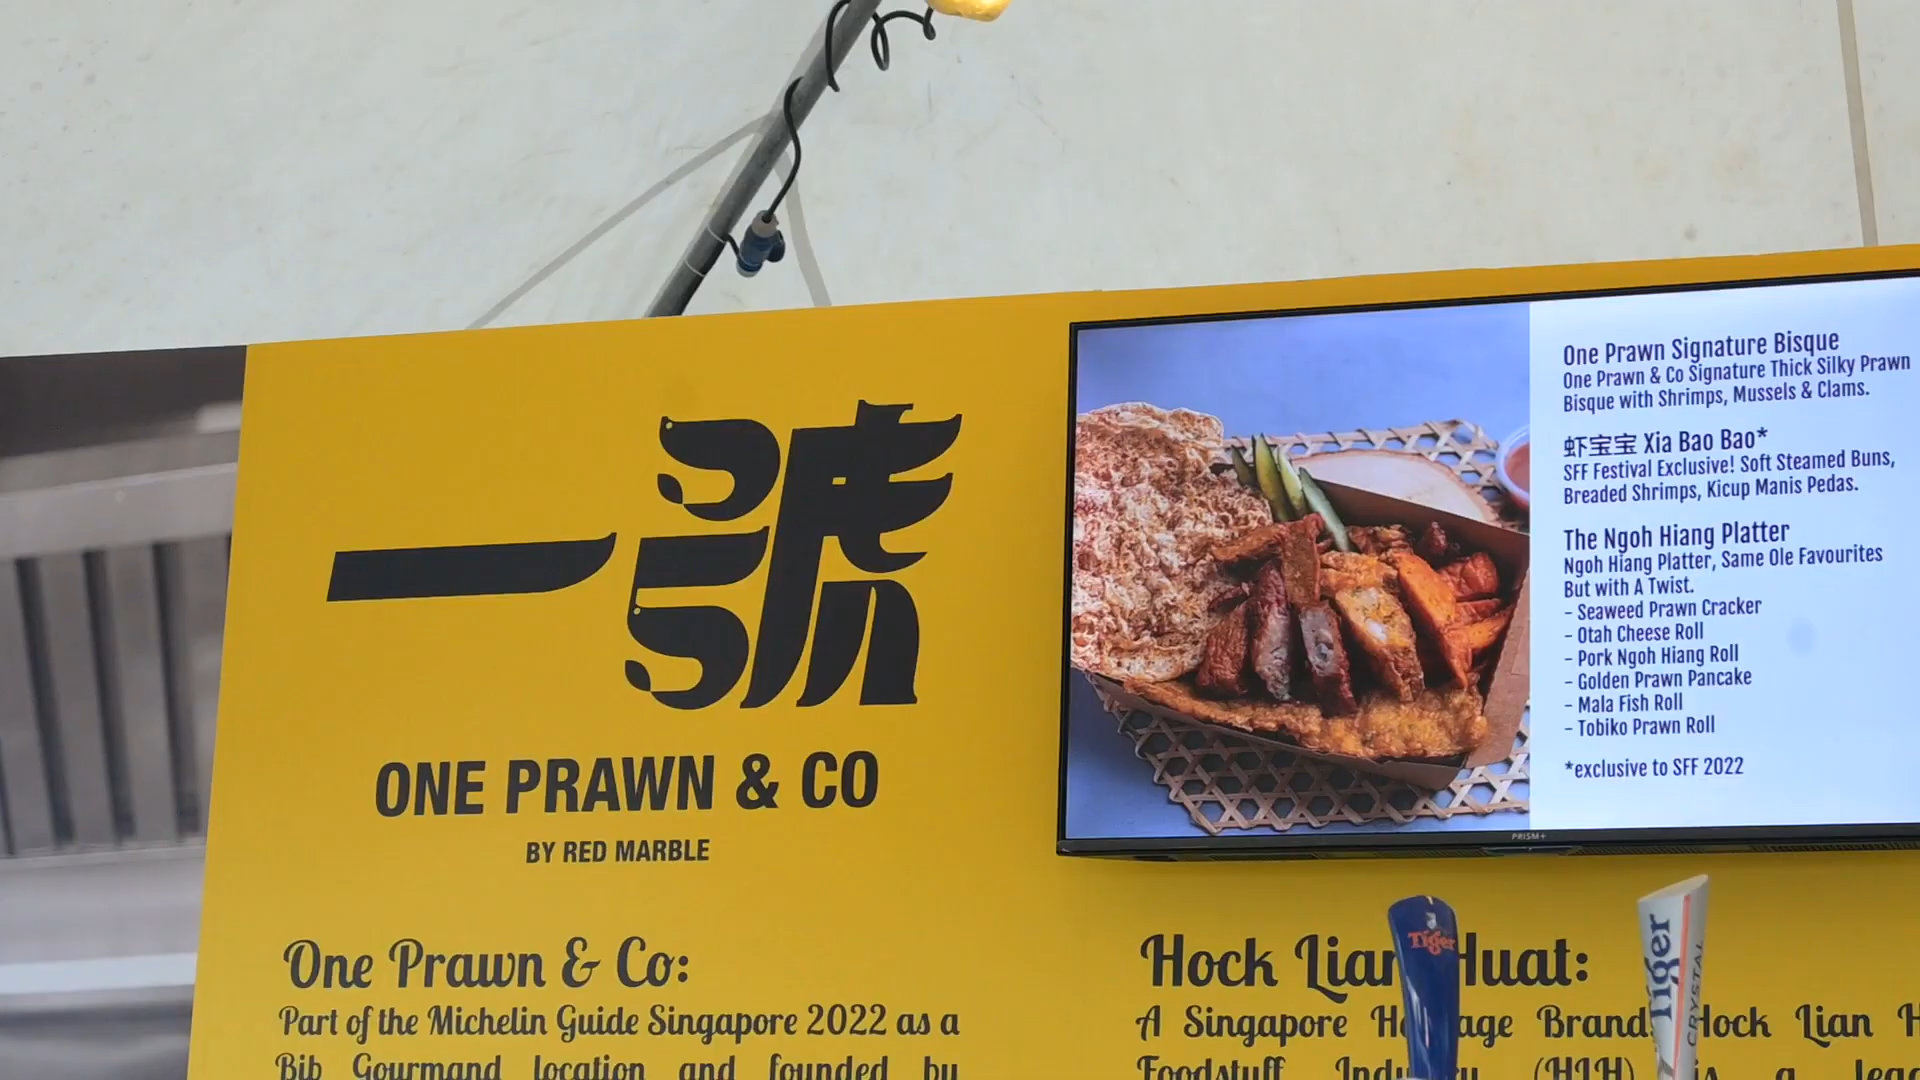 一號
ONE PRAWN & CO
BY RED MARBLE
One Prawn & Co:
Part of the Michelin Guide Singapore 2022 as a
Bib Gourmand location and founded by
One Prawn Signature Bisque
One Prawn & Co Signature Thick Silky Prawn
Bisque with Shrimps, Mussels & Clams.
虾宝宝 Xia Bao Bao*
SFF Festival Exclusive! Soft Steamed Buns,
Breaded Shrimps, Kicup Manis Pedas.
The Ngoh Hiang Platter
Ngoh Hiang Platter, Same Ole Favourites
But with A Twist.
- Seaweed Prawn Cracker
- Otah Cheese Roll
- Pork Ngoh Hiang Roll
- Golden Prawn Pancake
- Mala Fish Roll
- Tobiko Prawn Roll
*exclusive to SFF 2022
PRISM+
Hock Lian Huat:
A Singapore Heritage Brand, Hock Lian
Foodstuff Industry (HLH) is a
Tiger
Tiger
CRYSTAL